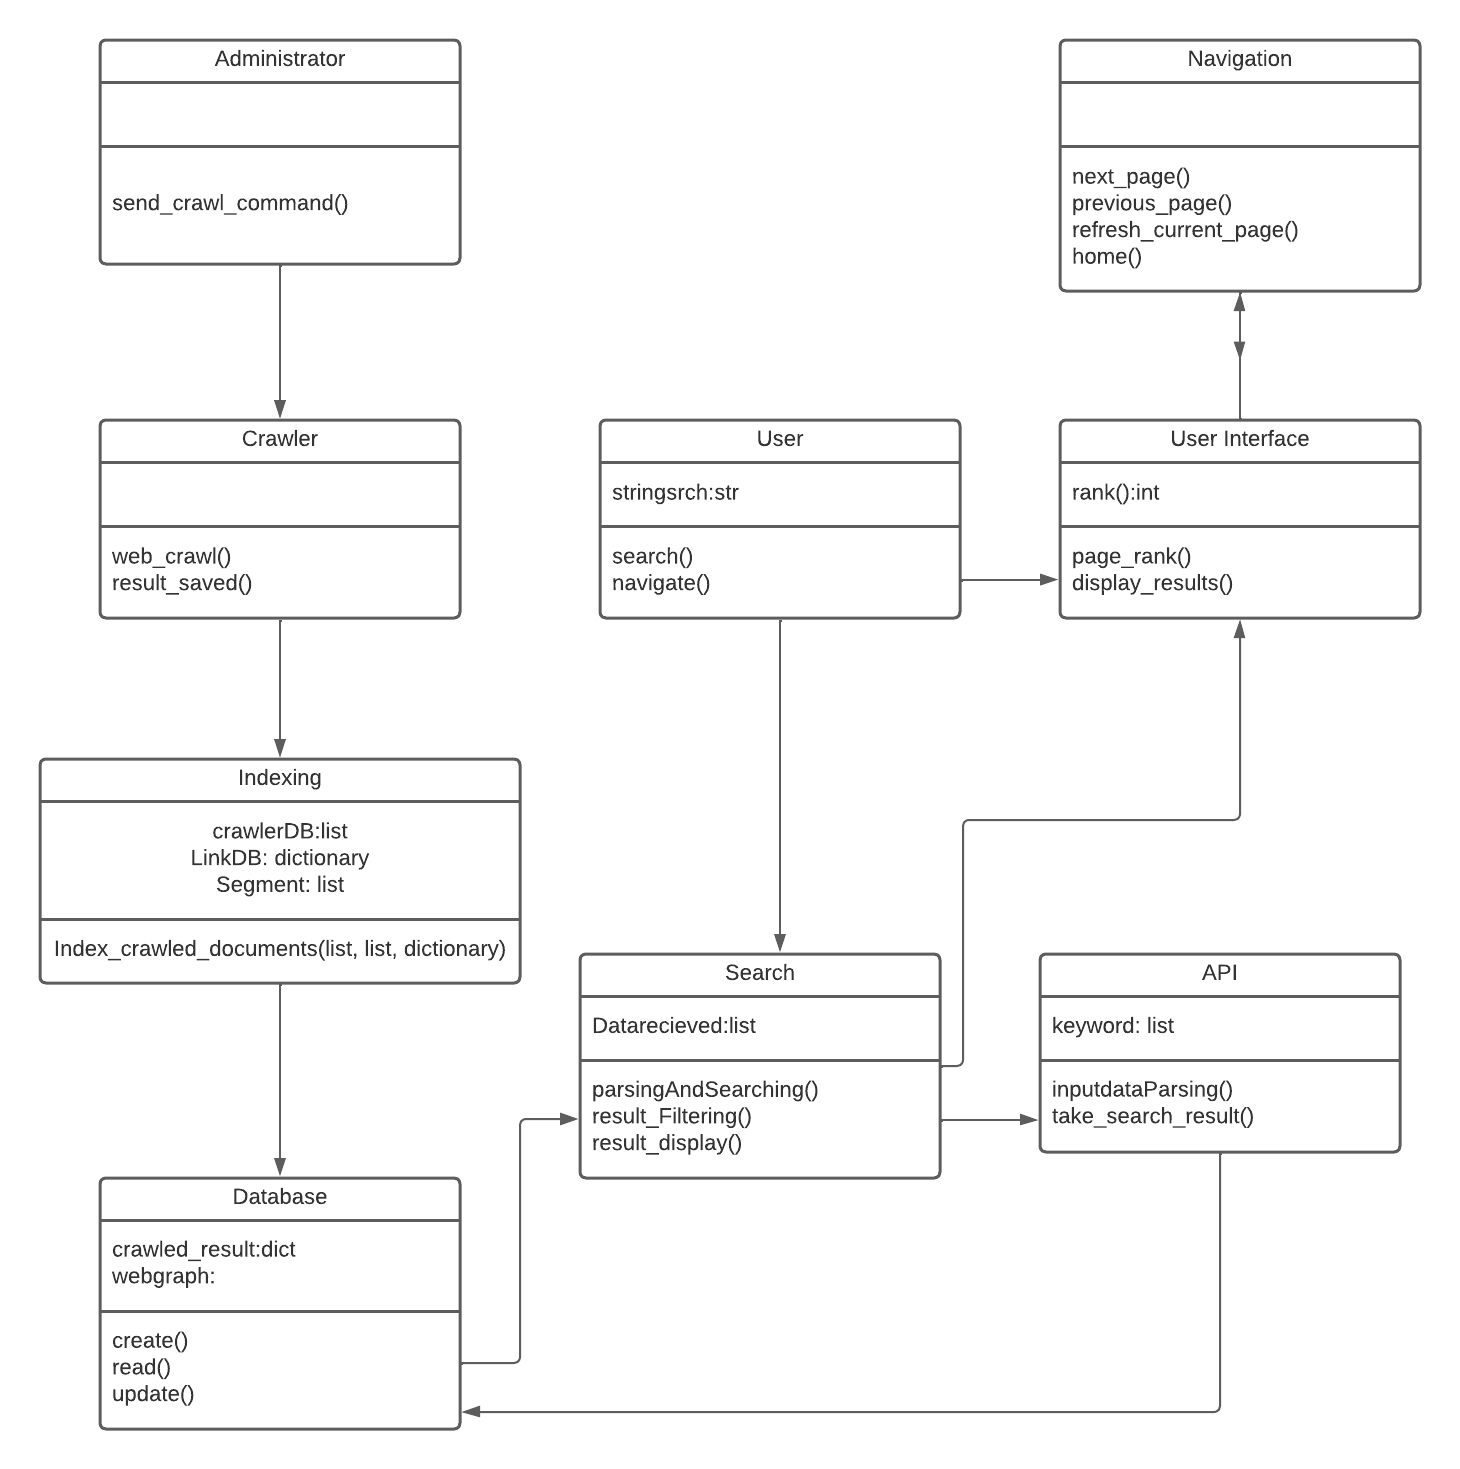 Administrator
send_crawl_command()
Navigation
next_page()
previous_page()
refresh_current_page()
home()
Crawler
web_crawl()
result_saved()
User
stringsrch:str
search()
navigate()
User Interface
rank():int
page_rank()
display_results()
Indexing
crawlerDB:list
LinkDB: dictionary
Segment: list
Index_crawled_documents(list, list, dictionary)
Search
Datarecieved:list
parsingAndSearching()
result_Filtering()
result_display()
API
keyword: list
inputdataParsing()
take_search_result()
Database
crawled_result:dict
webgraph:
create()
read()
update()